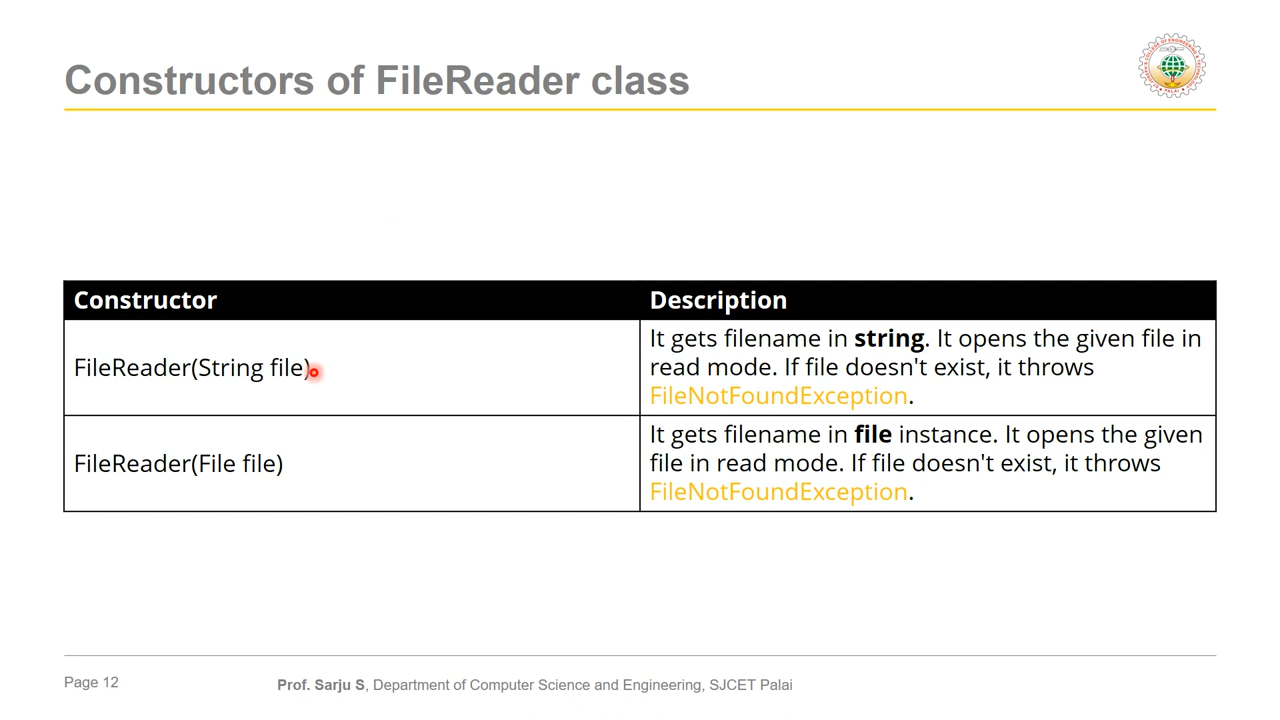 Constructors of FileReader class
Constructor
Description
FileReader(String file)
It gets filename in string. It opens the given file in
read mode. If file doesn't exist, it throws
FileNotFoundException.
FileReader(File file)
It gets filename in file instance. It opens the given
file in read mode. If file doesn't exist, it throws
FileNotFoundException.
Page 12
Prof. Sarju S, Department of Computer Science and Engineering, SJCET Palai